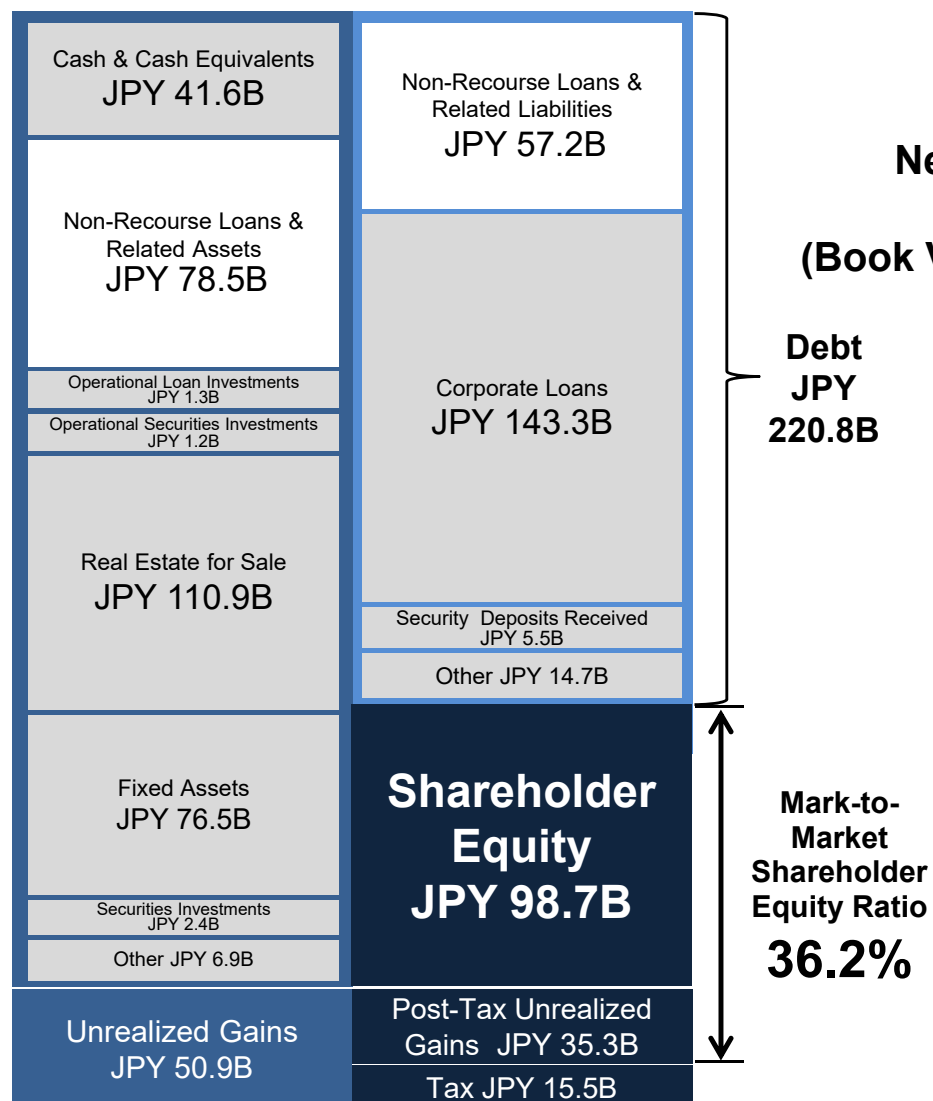 Cash & Cash Equivalents
JPY 41.6B
Non-Recourse Loans &
Related Assets
JPY 78.5B
Operational Loan Investments
JPY 1.3B
Operational Securities Investments
JPY 1.2B
Real Estate for Sale
JPY 110.9B
Fixed Assets
JPY 76.5B
Securities Investments
JPY 2.4B
Other JPY 6.9B
Unrealized Gains
JPY 50.9B
Non-Recourse Loans &
Related Liabilities
JPY 57.2B
Corporate Loans
JPY 143.3B
Security Deposits Received
JPY 5.5B
Other JPY 14.7B
Shareholder
Equity
JPY 98.7B
Post-Tax Unrealized
Gains JPY 35.3B
Tax JPY 15.5B
(Book
Debt
JPY
220.8B
Mark-to-
Market
Shareholder
Equity Ratio
36.2%